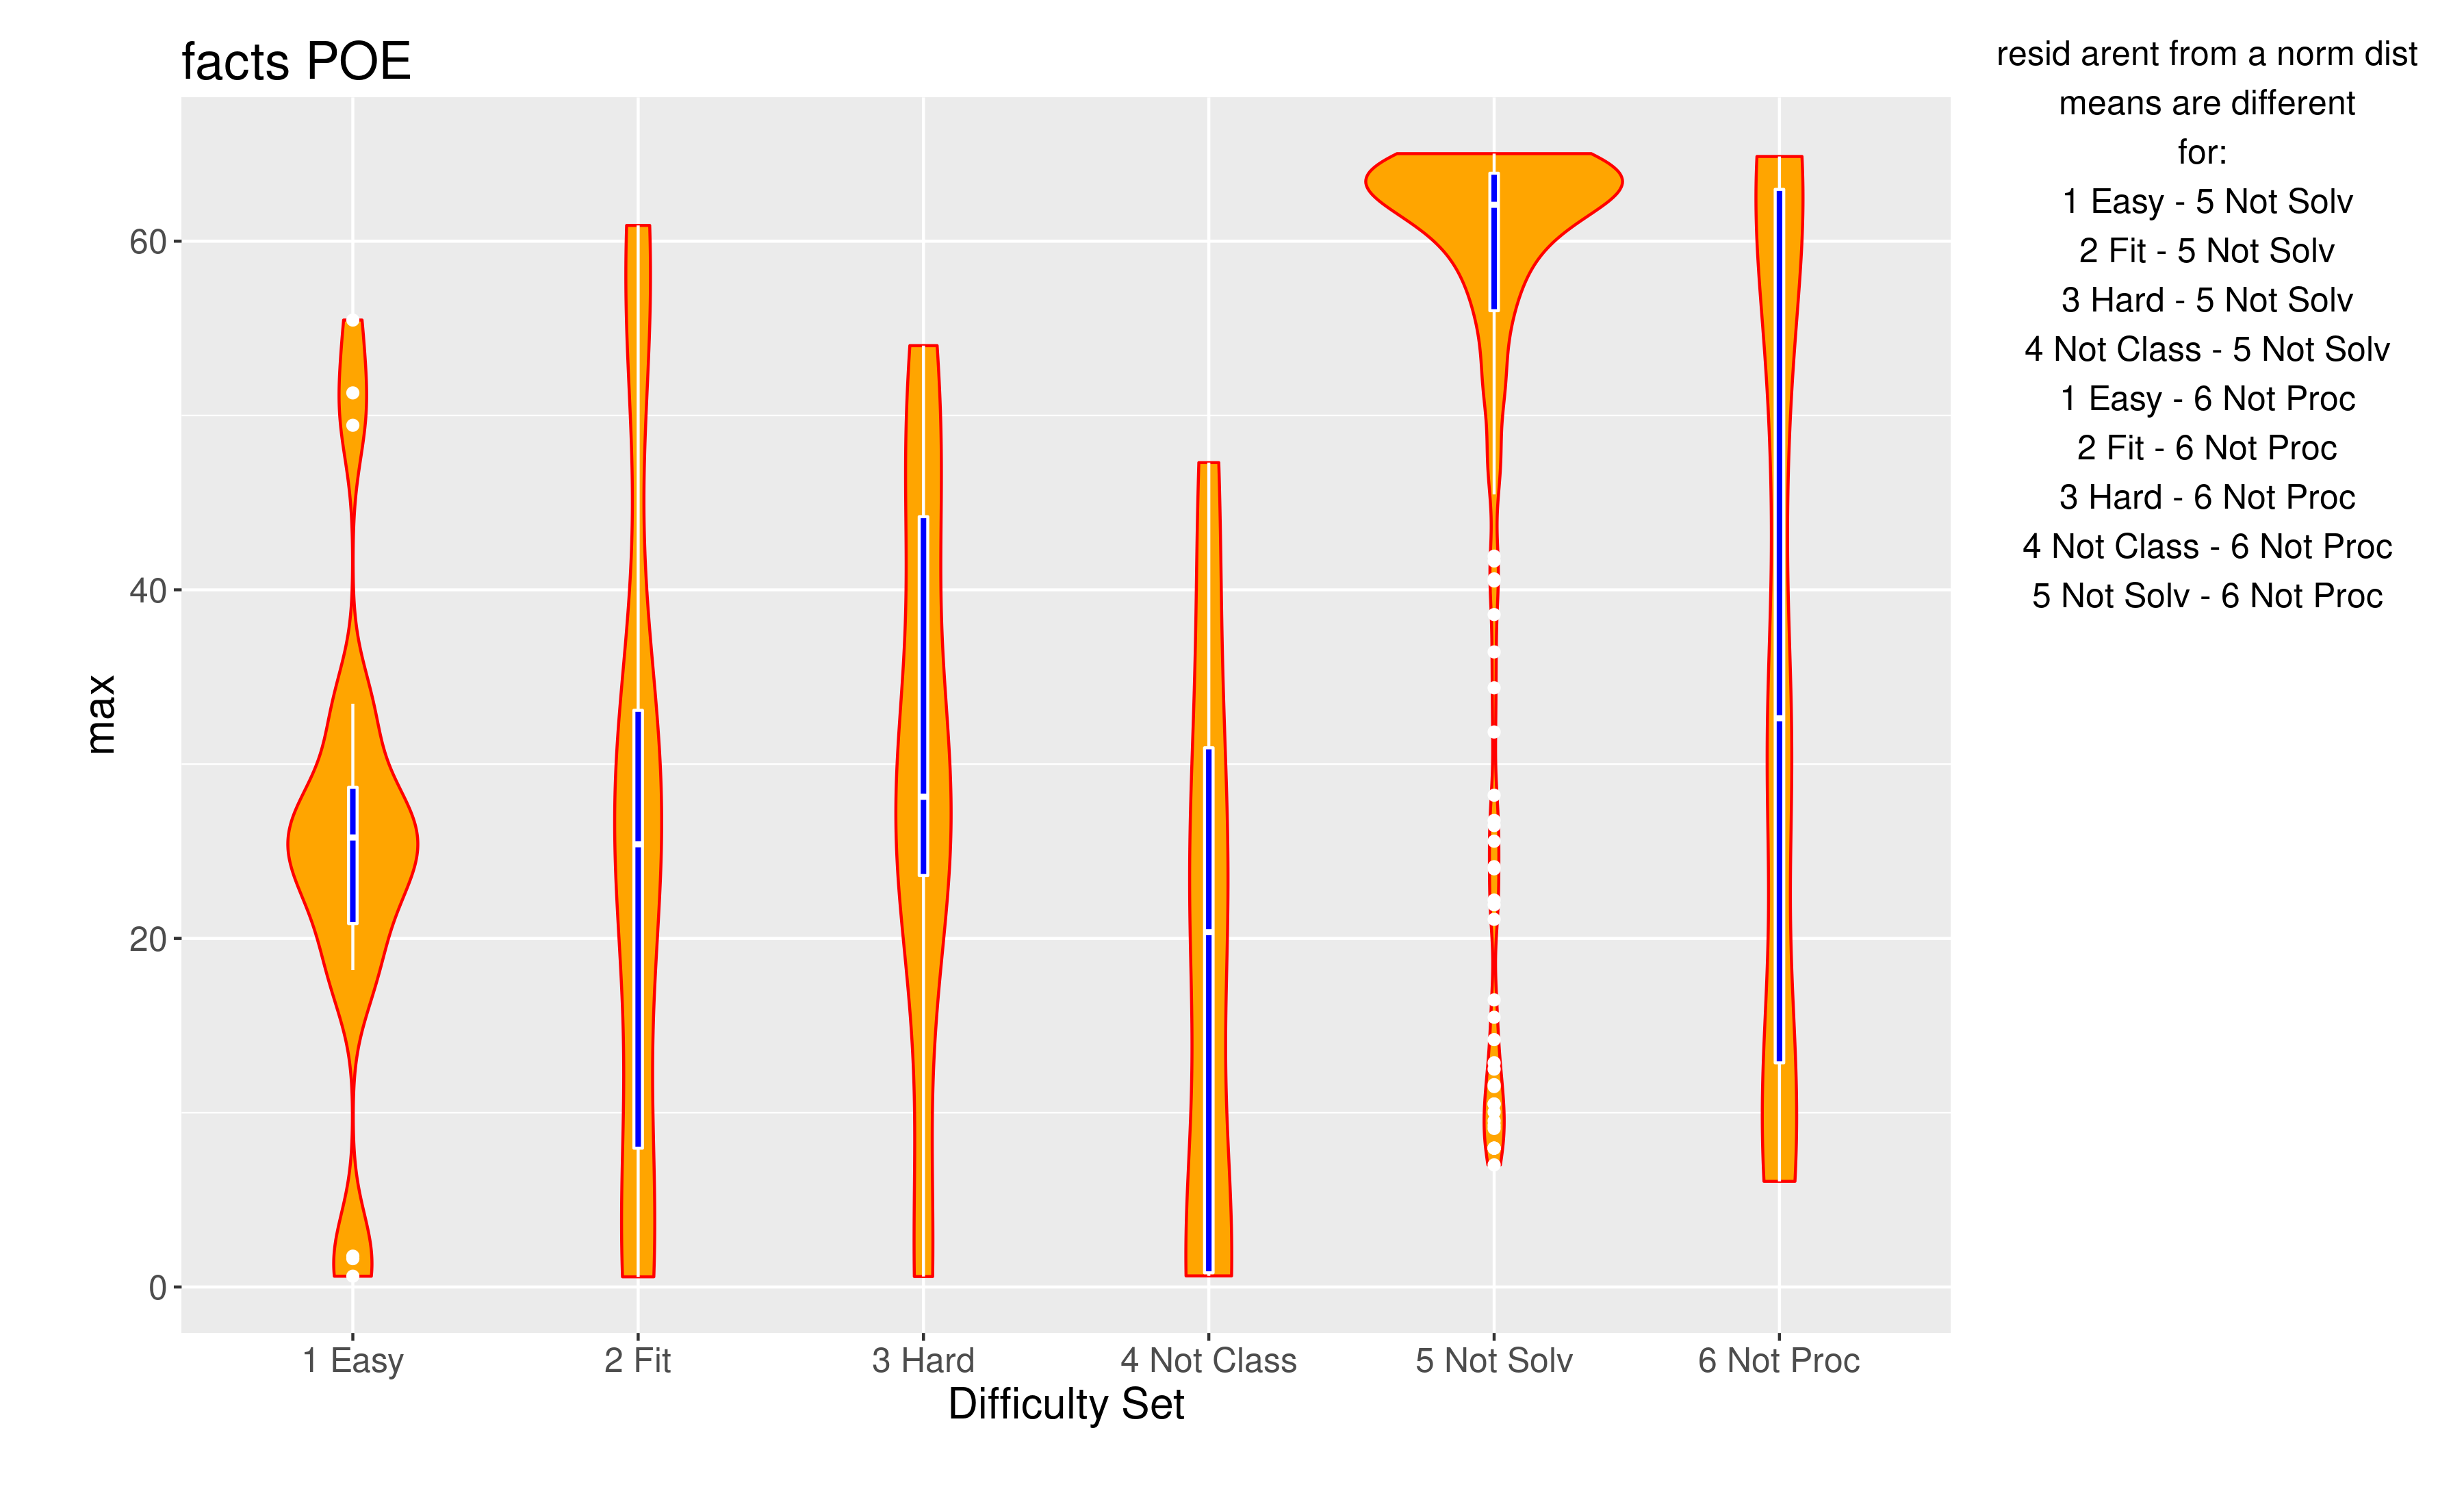 facts POE
resid arent from a norm dist
means are different
for:
1 Easy - 5 Not Solv
2 Fit - 5 Not Solv
3 Hard - 5 Not Solv
4 Not Class - 5 Not Solv
1 Easy - 6 Not Proc
2 Fit - 6 Not Proc
3 Hard - 6 Not Proc
4 Not Class - 6 Not Proc
5 Not Solv - 6 Not Proc
60
40
20
0
max
1 Easy
2 Fit
3 Hard
4 Not Class
5 Not Solv
6 Not Proc
Difficulty Set